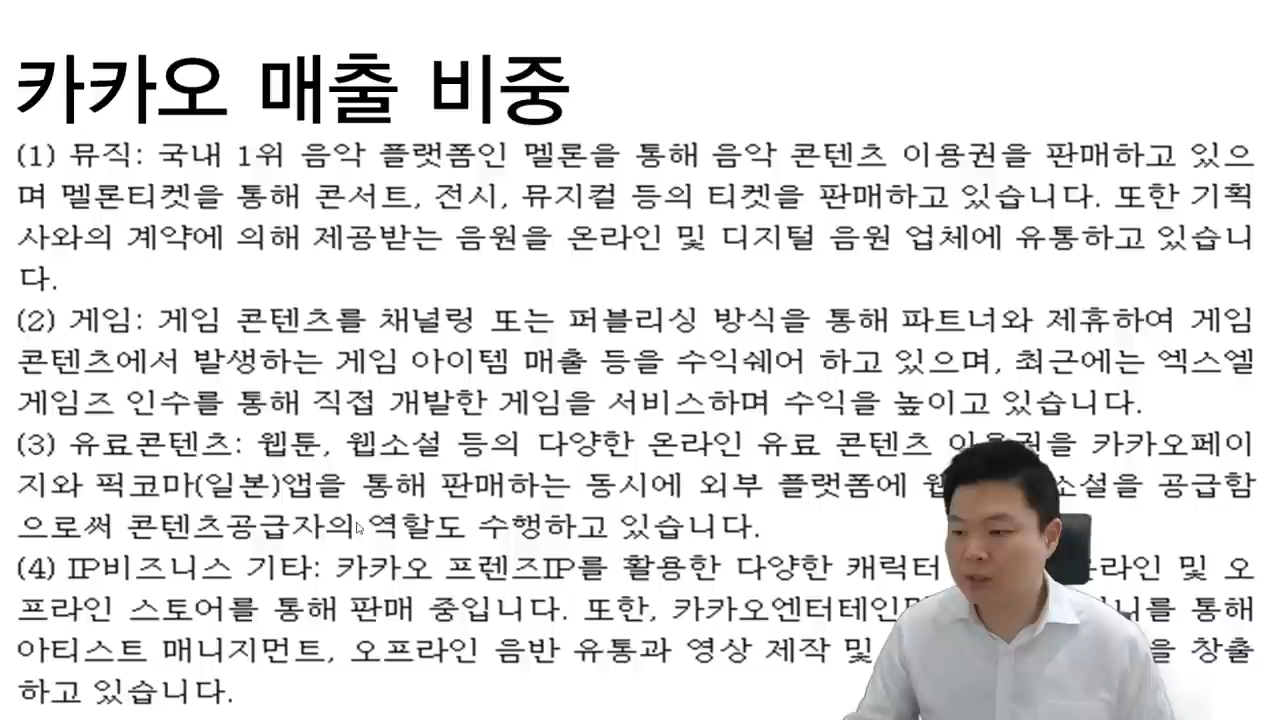 카카오 매출 비중
(1) 뮤직: 국내 1위 음악 플랫폼인 멜론을 통해 음악 콘텐츠 이용권을 판매하고 있으
며 멜론티켓을 통해 콘서트, 전시, 뮤지컬 등의 티켓을 판매하고 있습니다. 또한 기획
사와의 계약에 의해 제공받는 음원을 온라인 및 디지털 음원 업체에 유통하고 있습니
다.
(2) 게임: 게임 콘텐츠를 채널링 또는 퍼블리싱 방식을 통해 파트너와 제휴하여 게임
콘텐츠에서 발생하는 게임 아이템 매출 등을 수익쉐어 하고 있으며, 최근에는 엑스엘
게임즈 인수를 통해 직접 개발한 게임을 서비스하며 수익을 높이고 있습니다.
(3) 유료콘텐츠: 웹툰, 웹소설 등의 다양한 온라인 유료 콘텐츠 이용권을 카카오페이
지와 픽코마(일본)앱을 통해 판매하는 동시에 외부 플랫폼에 소설을 공급함
으로써 콘텐츠공급자의 역할도 수행하고 있습니다.
(4) IP비즈니스 기타: 카카오 프렌즈IP를 활용한 다양한 캐릭터 및 오
프라인 스토어를 통해 판매 중입니다. 또한, 통해
아티스트 매니지먼트, 오프라인 음반 유통과 영상 제작 및 창출
하고 있습니다.